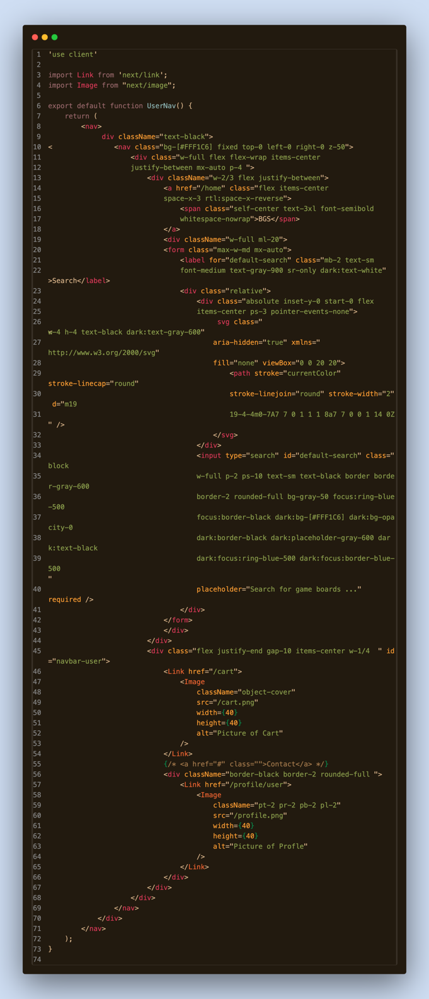 1 'use client'
2
3 import Link from 'next/link';
4 import Image from "next/image";
5
6 export default function UserNav() {
7 return (
8 <nav>
9 div className="text-black">
10 < <nav class="bg-[#FFF1C6] fixed top-0 left-0 right-0 z-50">
11 <div class="w-full flex flex-wrap items-center
12 justify-between mx-auto p-4 ">
13 <div className="w-2/3 flex justify-between">
14 <a href="/home" class="flex items-center
15 space-x-3 rtl:space-x-reverse">
16 <span class="self-center text-3xl font-semibold
17 whitespace-nowrap">BGS</span>
18 </a>
19 <div className="w-full ml-20">
20 <form class="max-w-md mx-auto">
21 <label for="default-search" class="mb-2 text-sm
22 font-medium text-gray-900 sr-only dark:text-white"
>Search</label>
23 <div class="relative">
24 <div class="absolute inset-y-0 start-0 flex
25 items-center ps-3 pointer-events-none">
26 svg class="
<w-4 h-4 text-black dark:text-gray-600"
27 aria-hidden="true" xmlns="
http://www.w3.org/2000/svg"
28 fill="none" viewBox="0 0 20 20">
29 <path stroke="currentColor"
stroke-linecap="round"
30 stroke-linejoin="round" stroke-width="2"
d="m19
31 19-4-4m0-7A7 7 0 1 1 1 8a7 7 0 0 1 14 0Z
" />
32 </svg>
33 </div>
34 <input type="search" id="default-search" class="
block
35 w-full p-2 ps-10 text-sm text-black border borde
r-gray-600
36 border-2 rounded-full bg-gray-50 focus:ring-blue
-500
37 focus:border-black dark:bg-[#FFF1C6] dark:bg-opa
city-0
38 dark:border-black dark:placeholder-gray-600 dar
k:text-black
39 dark:focus:ring-blue-500 dark:focus:border-blue-
500
"
40 placeholder="Search for game boards ..."
required />
41 </div>
42 </form>
43 </div>
44 </div>
45 <div class="flex justify-end gap-10 items-center w-1/4  " id
="navbar-user">
46 <Link href="/cart">
47 <Image
48 className="object-cover"
49 src="/cart.png"
50 width={40}
51 height={40}
52 alt="Picture of Cart"
53 />
54 </Link>
55 {/* <a href="#" class="">Contact</a> */}
56 <div className="border-black border-2 rounded-full ">
57 <Link href="/profile/user">
58 <Image
59 className="pt-2 pr-2 pb-2 pl-2"
60 src="/profile.png"
61 width={40}
62 height={40}
63 alt="Picture of Profle"
64 />
65 </Link>
66 </div>
67 </div>
68 </div>
69 </nav>
70 </div>
71 </nav>
72 );
73 }
74